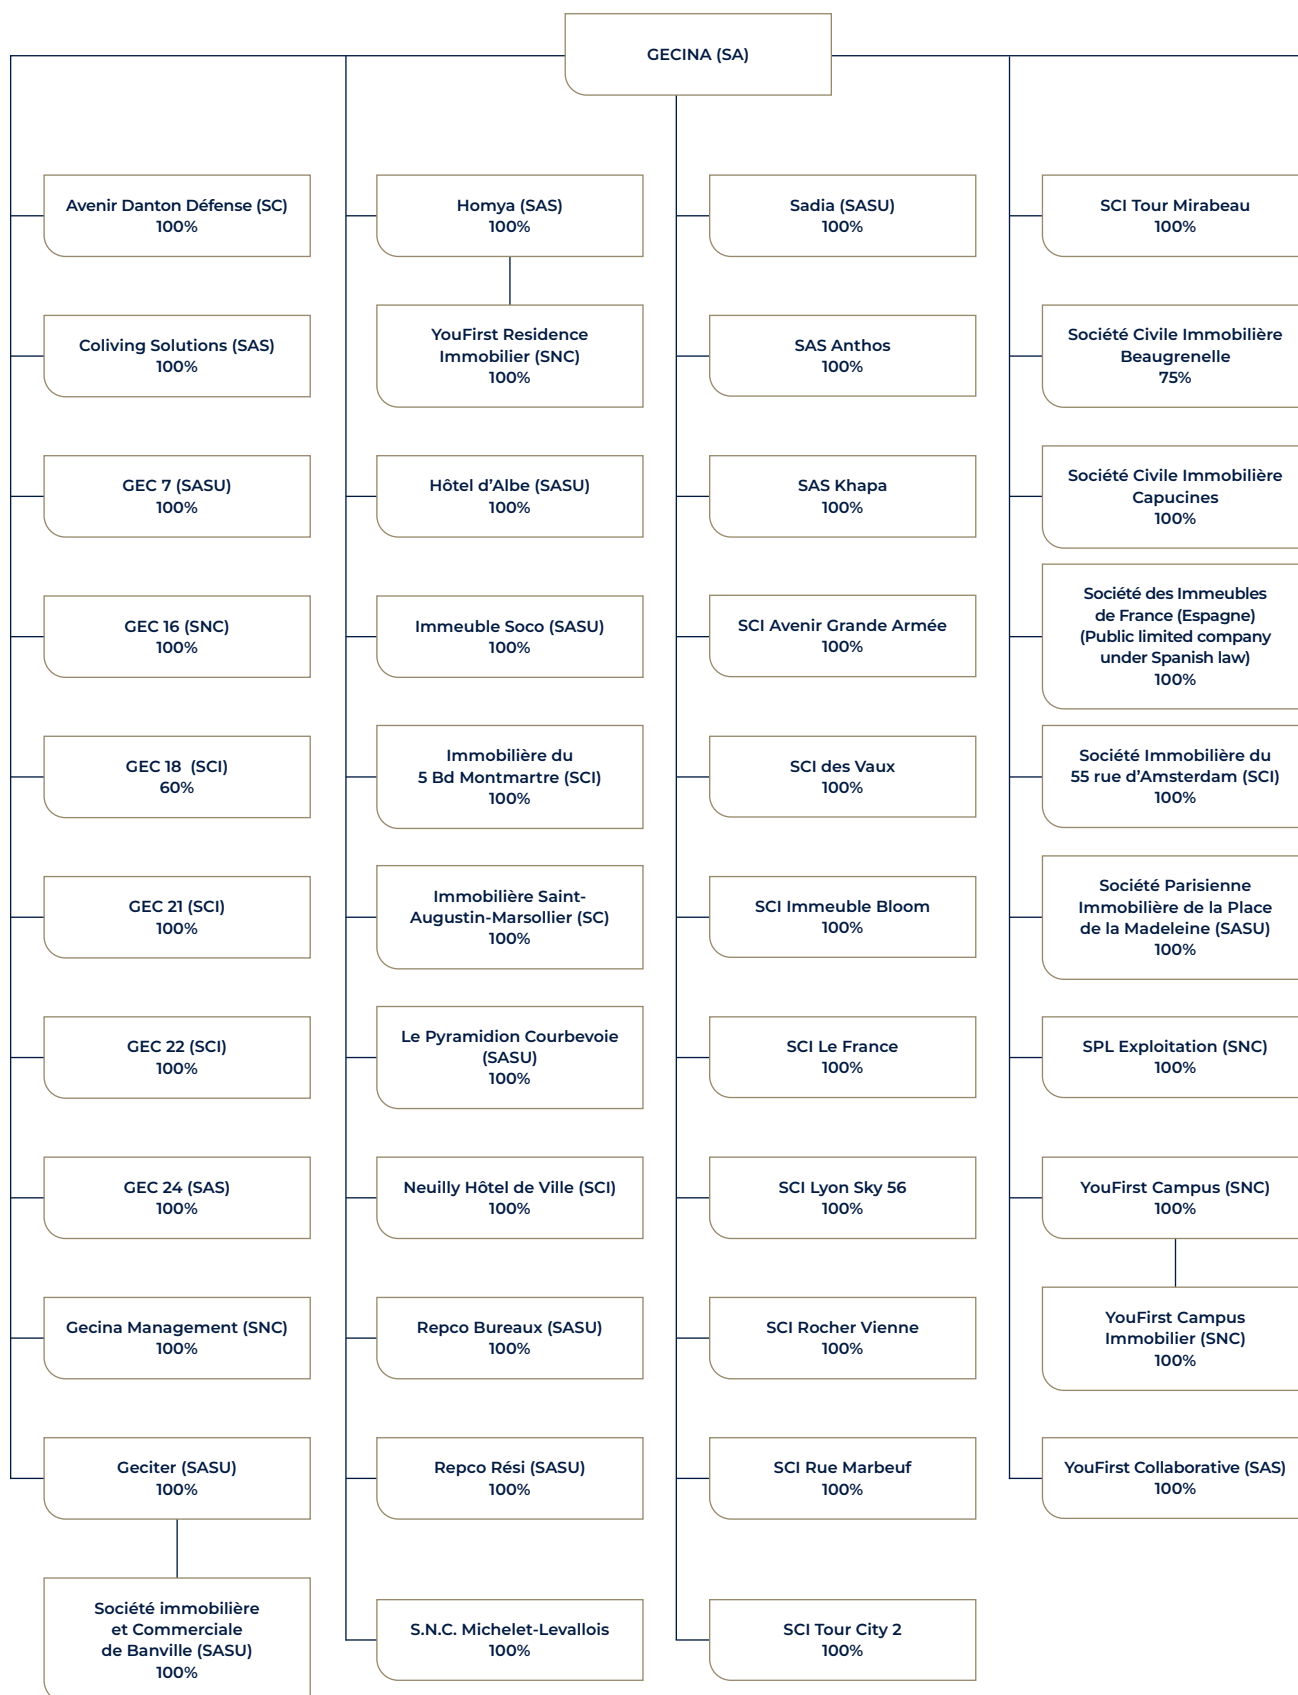 GECINA (SA)
Avenir Danton Défense (SC)
100%
Coliving Solutions (SAS)
100%
GEC 7 (SASU)
100%
GEC 16 (SNC)
100%
GEC 18 (SCI)
60%
GEC 21 (SCI)
100%
GEC 22 (SCI)
100%
GEC 24 (SAS)
100%
Gecina Management (SNC)
100%
Geciter (SASU)
100%
Société immobilière
et Commerciale
de Banville (SASU)
100%
Homya (SAS)
100%
YouFirst Residence
Immobilier (SNC)
100%
Hôtel d’Albe (SASU)
100%
Immeuble Soco (SASU)
100%
Immobilière du
5 Bd Montmartre (SCI)
100%
Immobilière Saint-
Augustin-Marsollier (SC)
100%
Le Pyramidion Courbevoie
(SASU)
100%
Neuilly Hôtel de Ville (SCI)
100%
Repco Bureaux (SASU)
100%
Repco Rési (SASU)
100%
S.N.C. Michelet-Levallois
100%
Sadia (SASU)
100%
SAS Anthos
100%
SAS Khapa
100%
SCI Avenir Grande Armée
100%
SCI des Vaux
100%
SCI Immeuble Bloom
100%
SCI Le France
100%
SCI Lyon Sky 56
100%
SCI Rocher Vienne
100%
SCI Rue Marbeuf
100%
SCI Tour City 2
100%
SCI Tour Mirabeau
100%
Société Civile Immobilière
Beaugrenelle
75%
Société Civile Immobilière
Capucines
100%
Société des Immeubles
de France (Espagne)
(Public limited company
under Spanish law)
100%
Société Immobilière du
55 rue d’Amsterdam (SCI)
100%
Société Parisienne
Immobilière de la Place
de la Madeleine (SASU)
100%
SPL Exploitation (SNC)
100%
YouFirst Campus (SNC)
100%
YouFirst Campus
Immobilier (SNC)
100%
YouFirst Collaborative (SAS)
100%